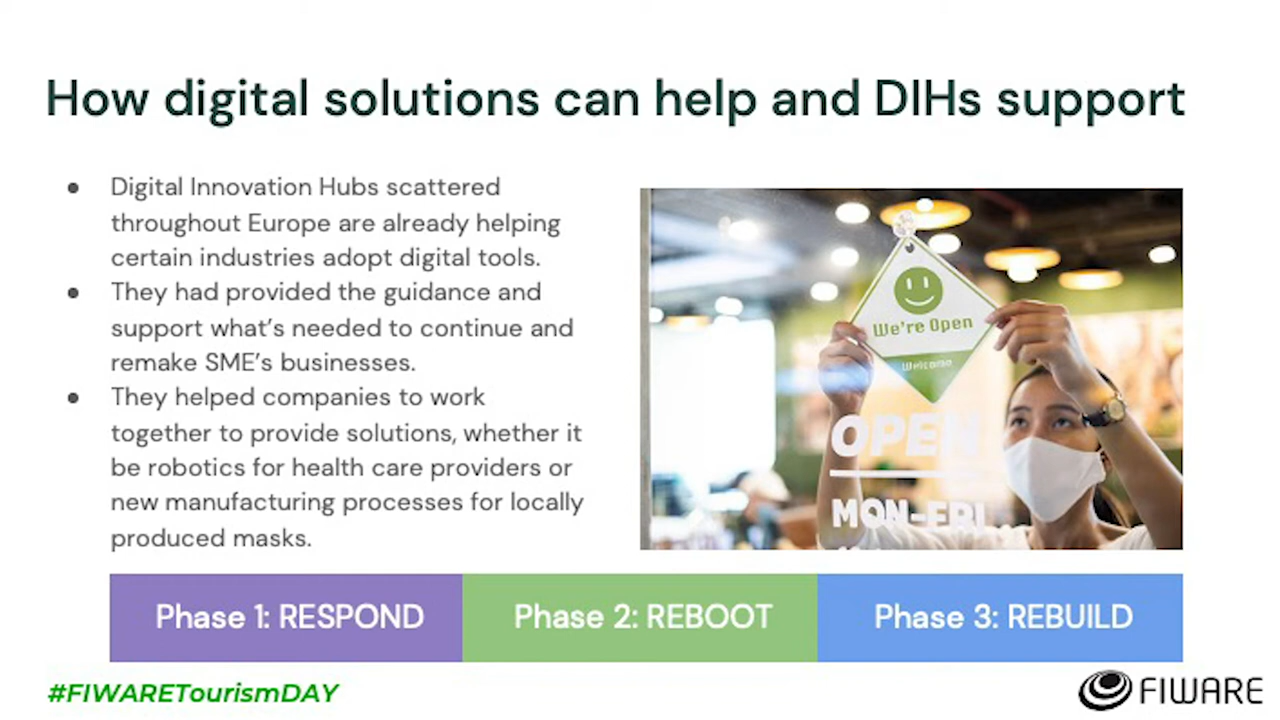 How digital solutions can help and DIHs support
● Digital Innovation Hubs scattered
throughout Europe are already helping
certain industries adopt digital tools.
● They had provided the guidance and
support what's needed to continue and
remake SME's businesses.
● They helped companies to work
together to provide solutions, whether it
be robotics for health care providers or
new manufacturing processes for locally
produced masks.
We're Open
Welcome
OPEN
MON-FRI
Phase 1: RESPOND
Phase 2: REBOOT
Phase 3: REBUILD
#FIWARETourismDAY
FIWARE